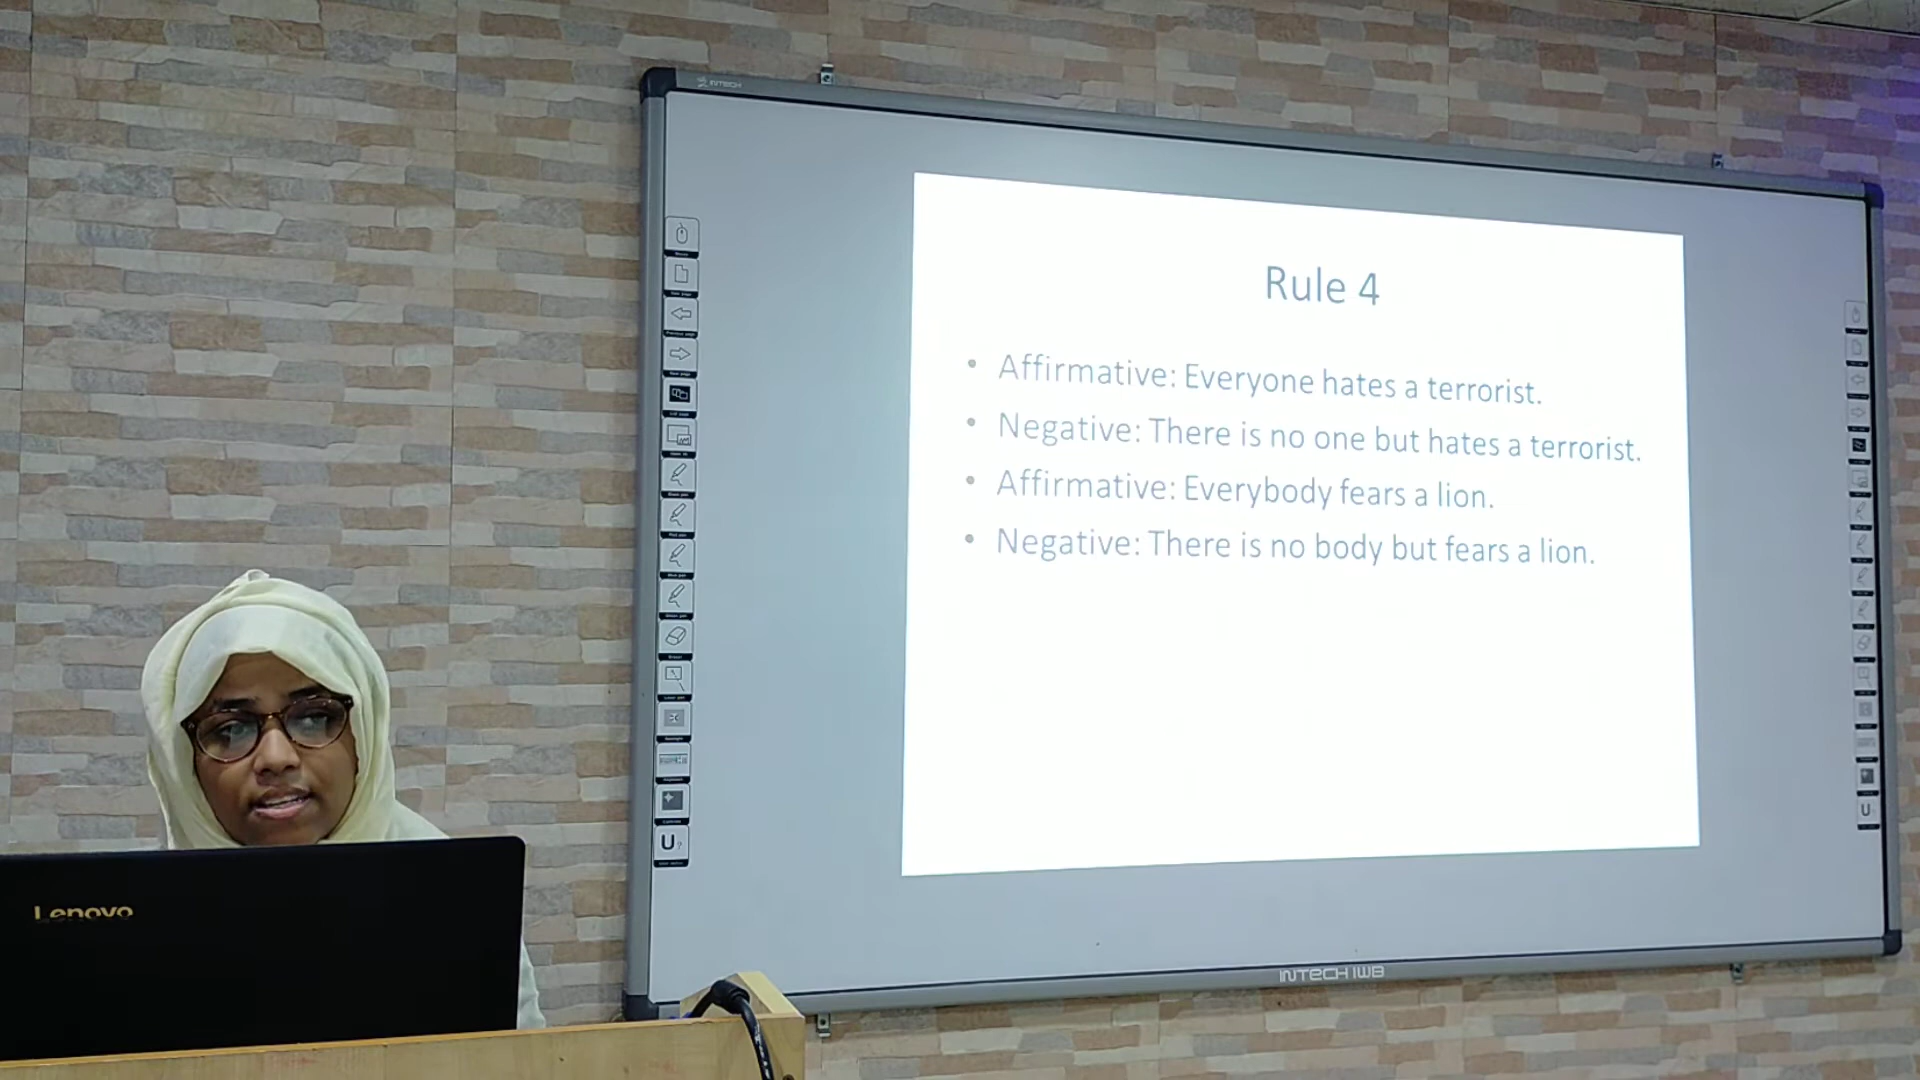 INTECH
Rule 4
• Affirmative: Everyone hates a terrorist.
• Negative: There is no one but hates a terrorist.
• Affirmative: Everybody fears a lion.
• Negative: There is no body but fears a lion.
Lenovo
INTECH IWB